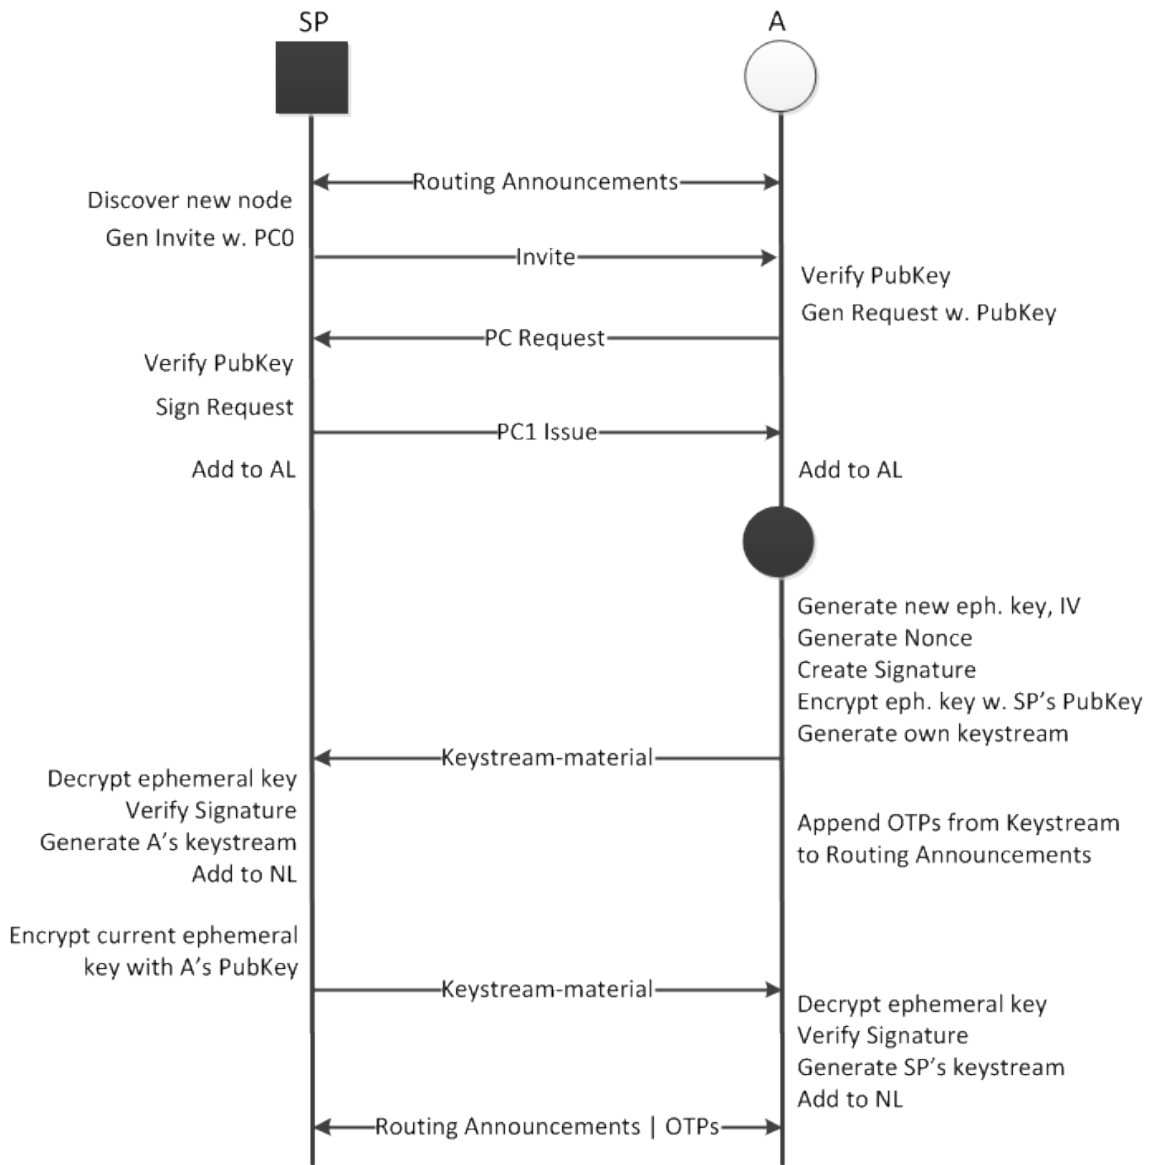 SP
A
Routing Announcements
Discover new node
Gen Invite w. PC0
Invite
Verify PubKey
Gen Request w. PubKey
PC Request
Verify PubKey
Sign Request
PC1 Issue
Add to AL
Add to AL
Generate new eph. key, IV
Generate Nonce
Create Signature
Encrypt eph. key w. SP's PubKey
Generate own keystream
Keystream-material
Decrypt ephemeral key
Verify Signature
Generate A's keystream
Add to NL
Append OTPs from Keystream
to Routing Announcements
Encrypt current ephemeral
key with A's PubKey
Keystream-material
Decrypt ephemeral key
Verify Signature
Generate SP's keystream
Add to NL
Routing Announcements | OTPs